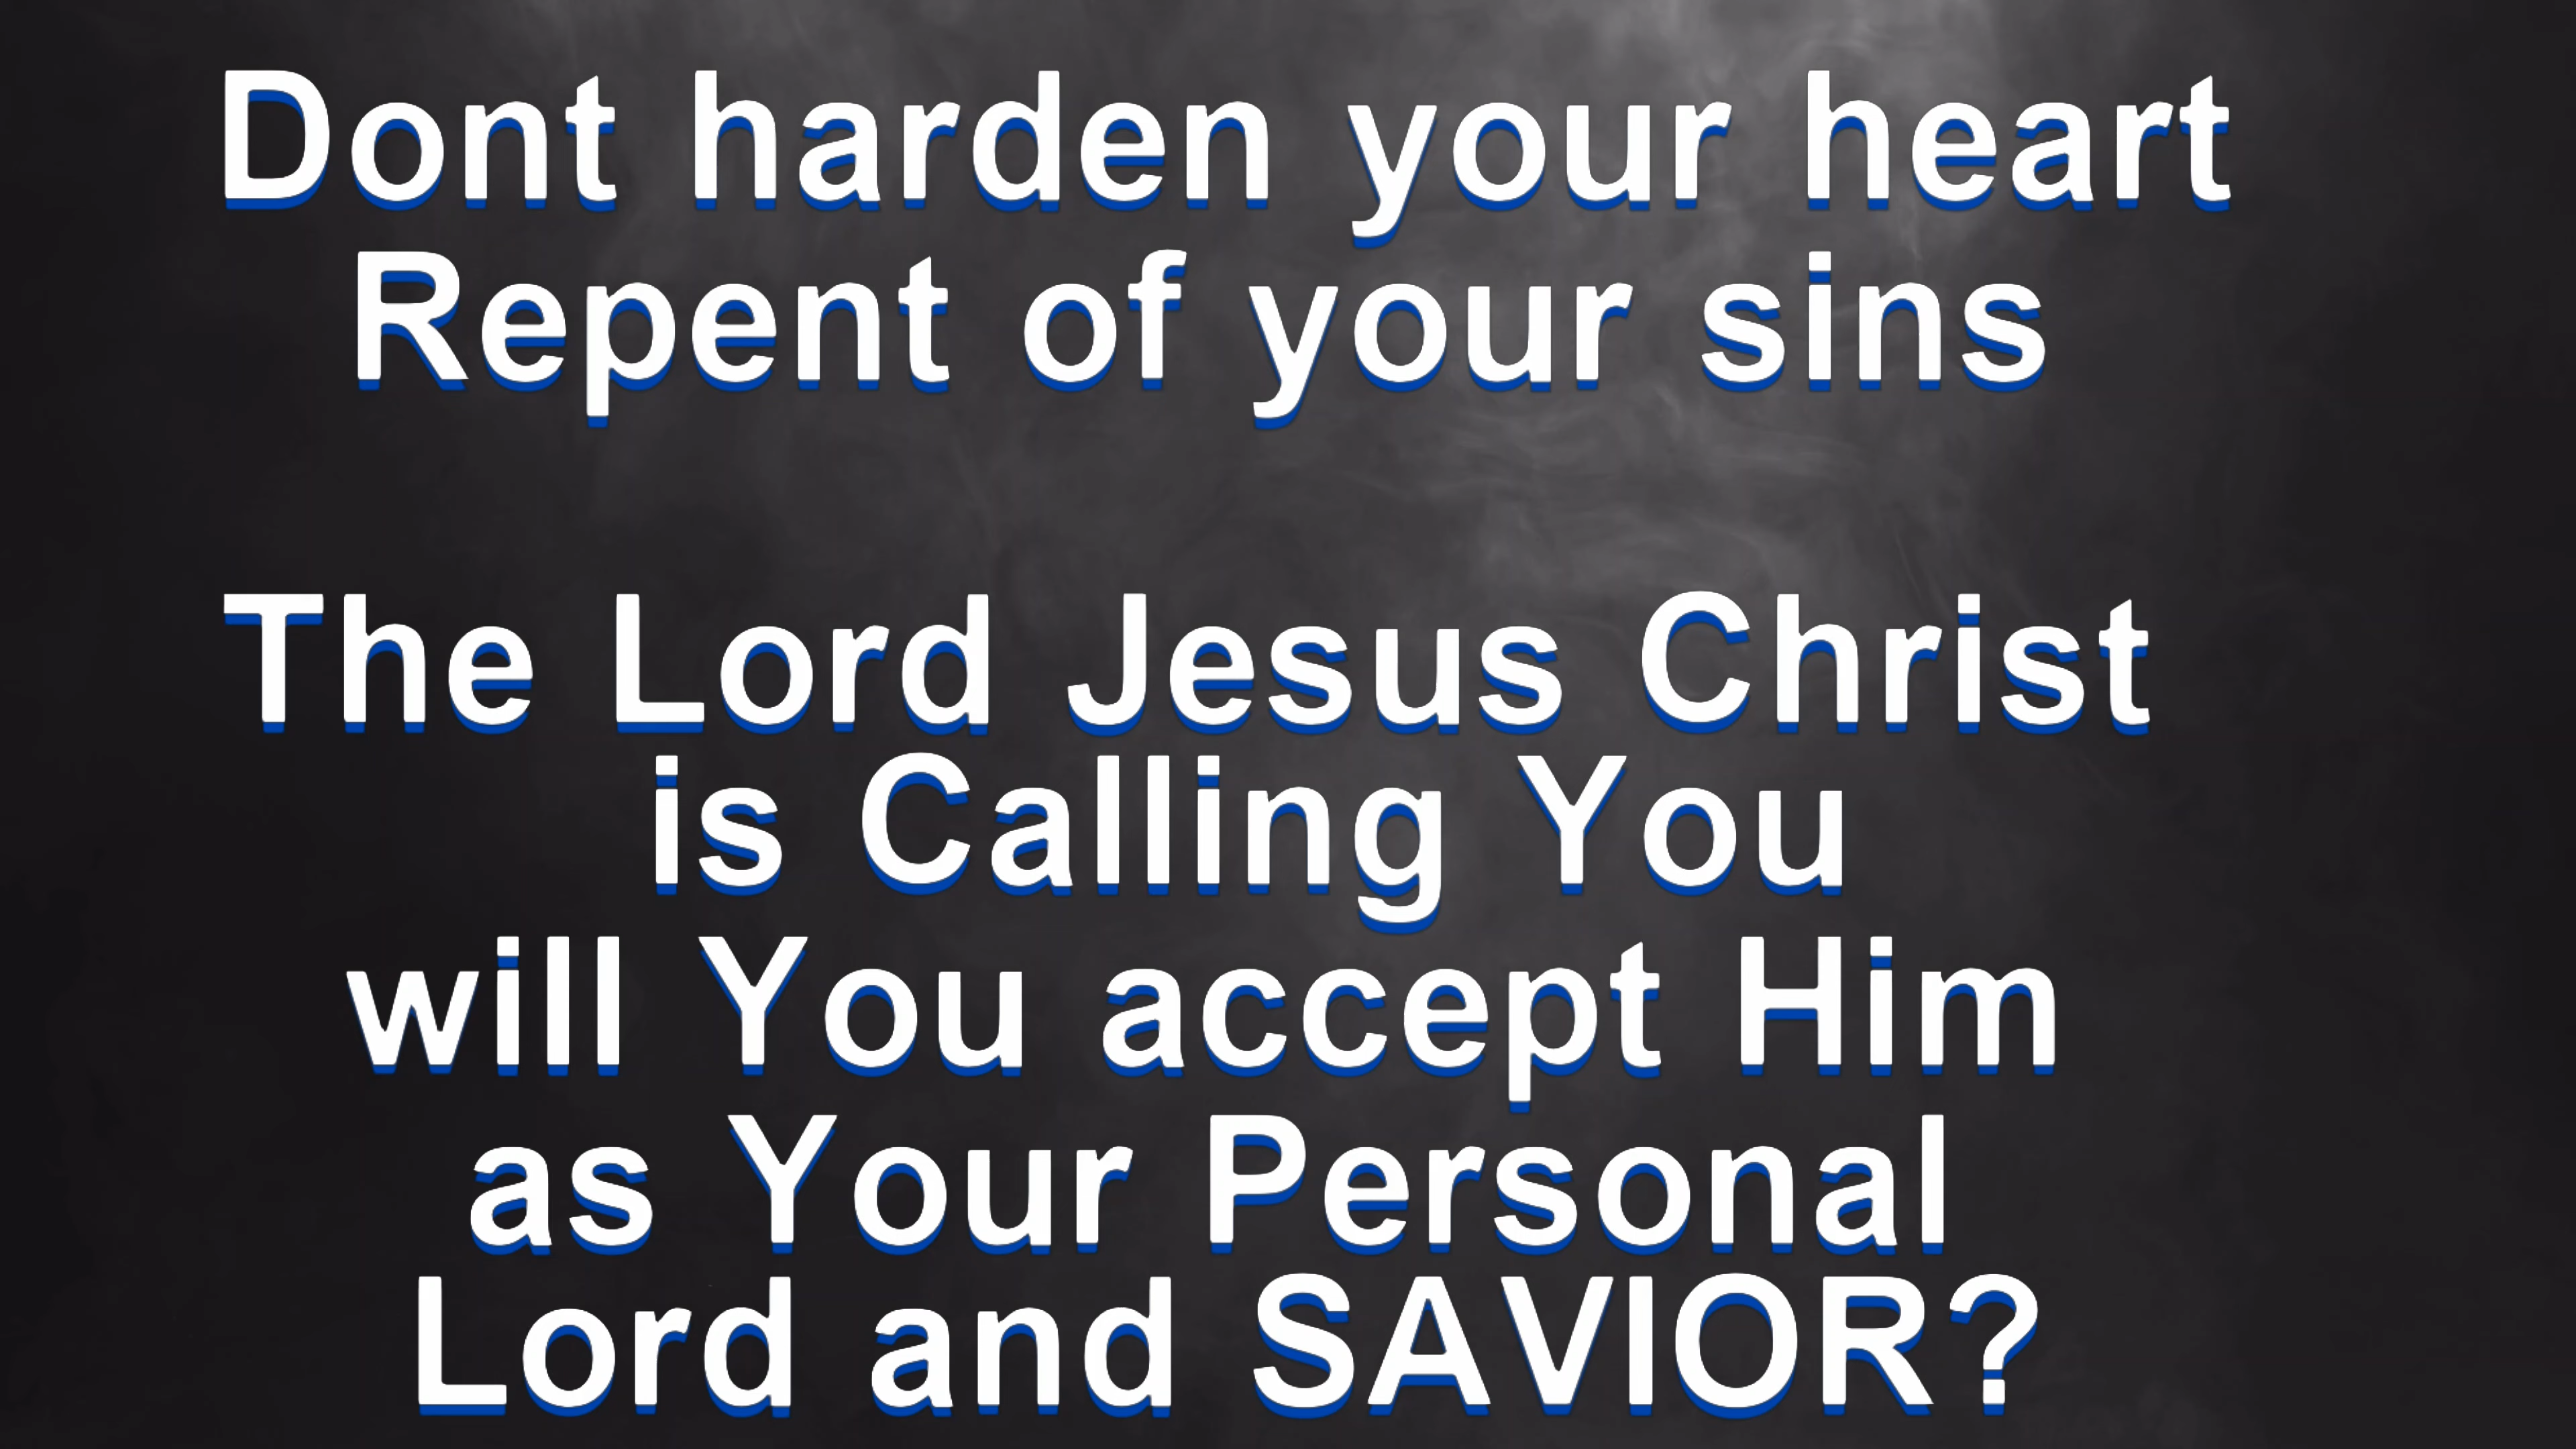 Dont harden your heart
Repent of your sins
The Lord Jesus Christ
is Calling You
will You accept Him
as Your Personal
Lord and SAVIOR?